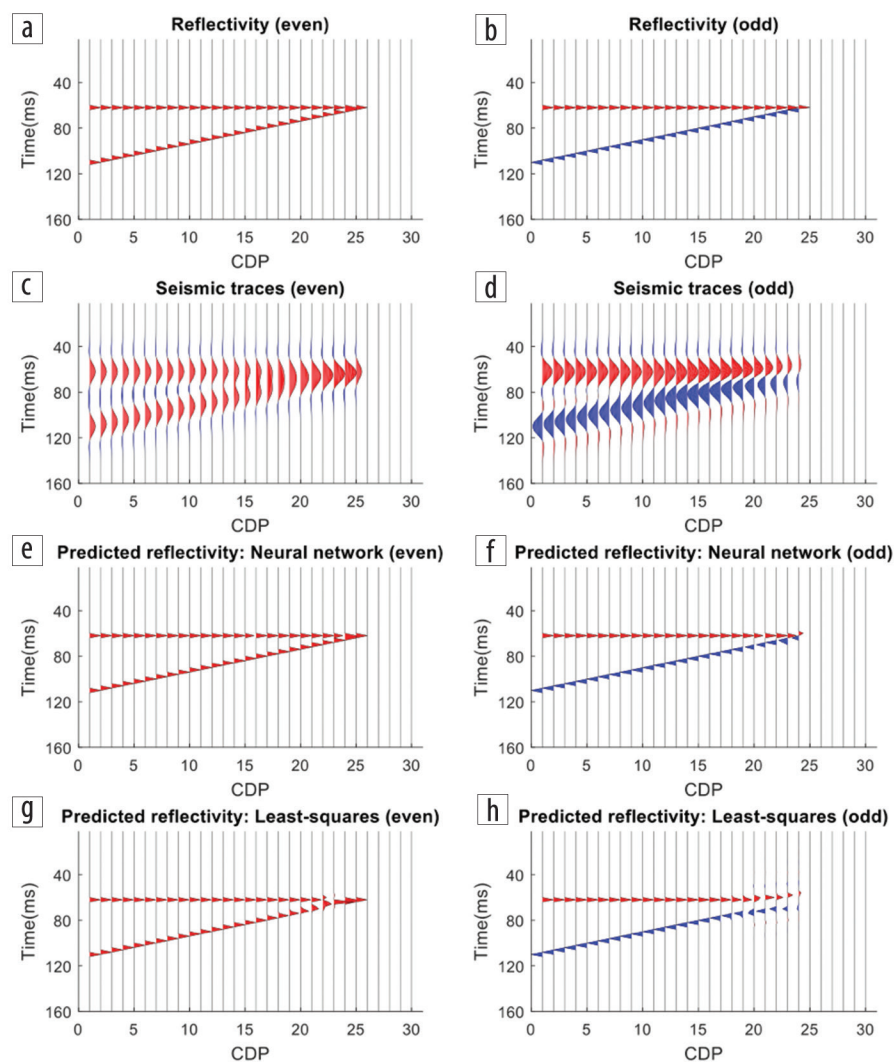 a
Reflectivity (even)
Time(ms)
40
80
120
160
0 5 10 15 20 25 30
CDP
b
Reflectivity (odd)
Time(ms)
40
80
120
160
0 5 10 15 20 25 30
CDP
c
Seismic traces (even)
Time(ms)
40
80
120
160
0 5 10 15 20 25 30
CDP
d
Seismic traces (odd)
Time(ms)
40
80
120
160
0 5 10 15 20 25 30
CDP
e
Predicted reflectivity: Neural network (even)
Time(ms)
40
80
120
160
0 5 10 15 20 25 30
CDP
f
Predicted reflectivity: Neural network (odd)
Time(ms)
40
80
120
160
0 5 10 15 20 25 30
CDP
g
Predicted reflectivity: Least-squares (even)
Time(ms)
40
80
120
160
0 5 10 15 20 25 30
CDP
h
Predicted reflectivity: Least-squares (odd)
Time(ms)
40
80
120
160
0 5 10 15 20 25 30
CDP